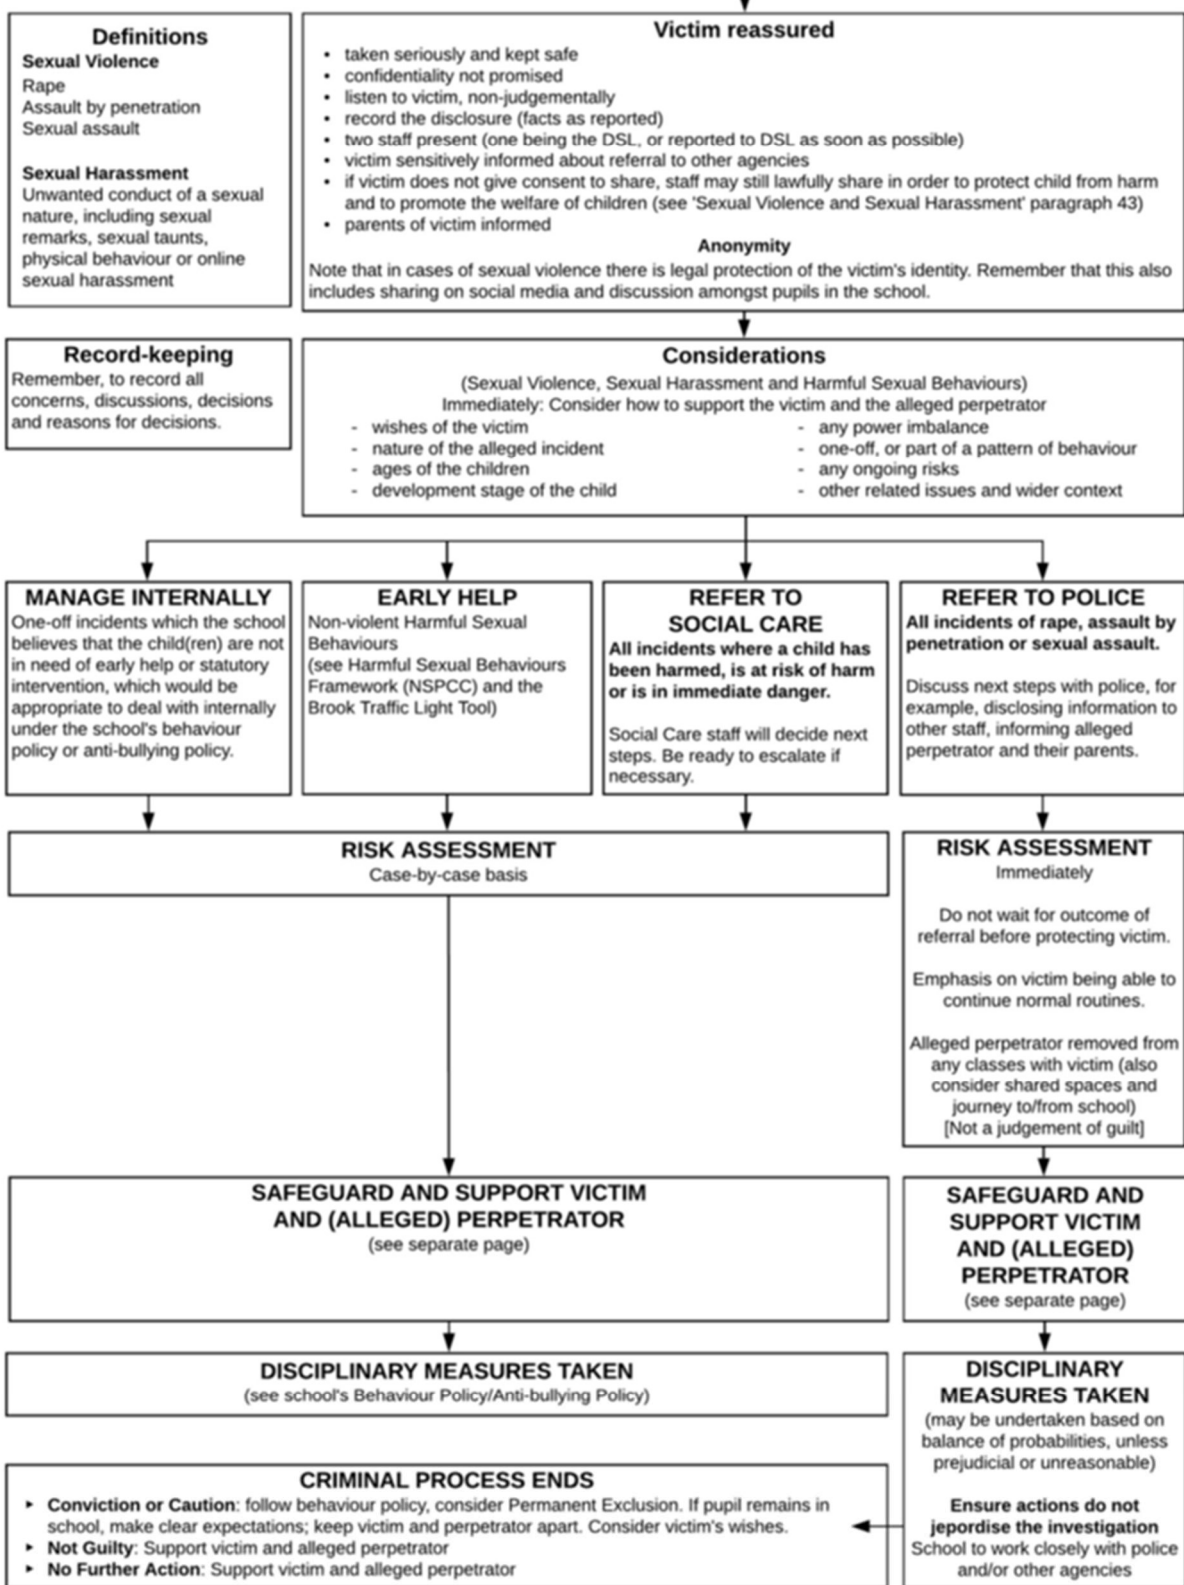 Definitions
Sexual Violence
Rape
Assault by penetration
Sexual assault
Sexual Harassment
Unwanted conduct of a sexual
nature, including sexual
remarks, sexual taunts,
physical behaviour or online
sexual harassment
Victim reassured
• taken seriously and kept safe
• confidentiality not promised
• listen to victim, non-judgementally
• record the disclosure (facts as reported)
• two staff present (one being the DSL, or reported to DSL as soon as possible)
• victim sensitively informed about referral to other agencies
• if victim does not give consent to share, staff may still lawfully share in order to protect child from harm
and to promote the welfare of children (see 'Sexual Violence and Sexual Harassment' paragraph 43)
• parents of victim informed
Anonymity
Note that in cases of sexual violence there is legal protection of the victim's identity. Remember that this also
includes sharing on social media and discussion amongst pupils in the school.
Record-keeping
Remember, to record all
concerns, discussions, decisions
and reasons for decisions.
Considerations
(Sexual Violence, Sexual Harassment and Harmful Sexual Behaviours)
Immediately: Consider how to support the victim and the alleged perpetrator
- wishes of the victim
- nature of the alleged incident
- ages of the children
- development stage of the child
- any power imbalance
- one-off, or part of a pattern of behaviour
- any ongoing risks
- other related issues and wider context
MANAGE INTERNALLY
One-off incidents which the school
believes that the child(ren) are not
in need of early help or statutory
intervention, which would be
appropriate to deal with internally
under the school's behaviour
policy or anti-bullying policy.
EARLY HELP
Non-violent Harmful Sexual
Behaviours
(see Harmful Sexual Behaviours
Framework (NSPCC) and the
Brook Traffic Light Tool)
REFER TO
SOCIAL CARE
All incidents where a child has
been harmed, is at risk of harm
or is in immediate danger.
Social Care staff will decide next
steps. Be ready to escalate if
necessary.
REFER TO POLICE
All incidents of rape, assault by
penetration or sexual assault.
Discuss next steps with police, for
example, disclosing information to
other staff, informing alleged
perpetrator and their parents.
RISK ASSESSMENT
Case-by-case basis
RISK ASSESSMENT
Immediately
Do not wait for outcome of
referral before protecting victim.
Emphasis on victim being able to
continue normal routines.
Alleged perpetrator removed from
any classes with victim (also
consider shared spaces and
journey to/from school)
[Not a judgement of guilt]
SAFEGUARD AND SUPPORT VICTIM
AND (ALLEGED) PERPETRATOR
(see separate page)
SAFEGUARD AND
SUPPORT VICTIM
AND (ALLEGED)
PERPETRATOR
(see separate page)
DISCIPLINARY MEASURES TAKEN
(see school's Behaviour Policy/Anti-bullying Policy)
DISCIPLINARY
MEASURES TAKEN
(may be undertaken based on
balance of probabilities, unless
prejudicial or unreasonable)
Ensure actions do not
jepordise the investigation
School to work closely with police
and/or other agencies
CRIMINAL PROCESS ENDS
‣ Conviction or Caution: follow behaviour policy, consider Permanent Exclusion. If pupil remains in
school, make clear expectations; keep victim and perpetrator apart. Consider victim's wishes.
‣ Not Guilty: Support victim and alleged perpetrator
‣ No Further Action: Support victim and alleged perpetrator